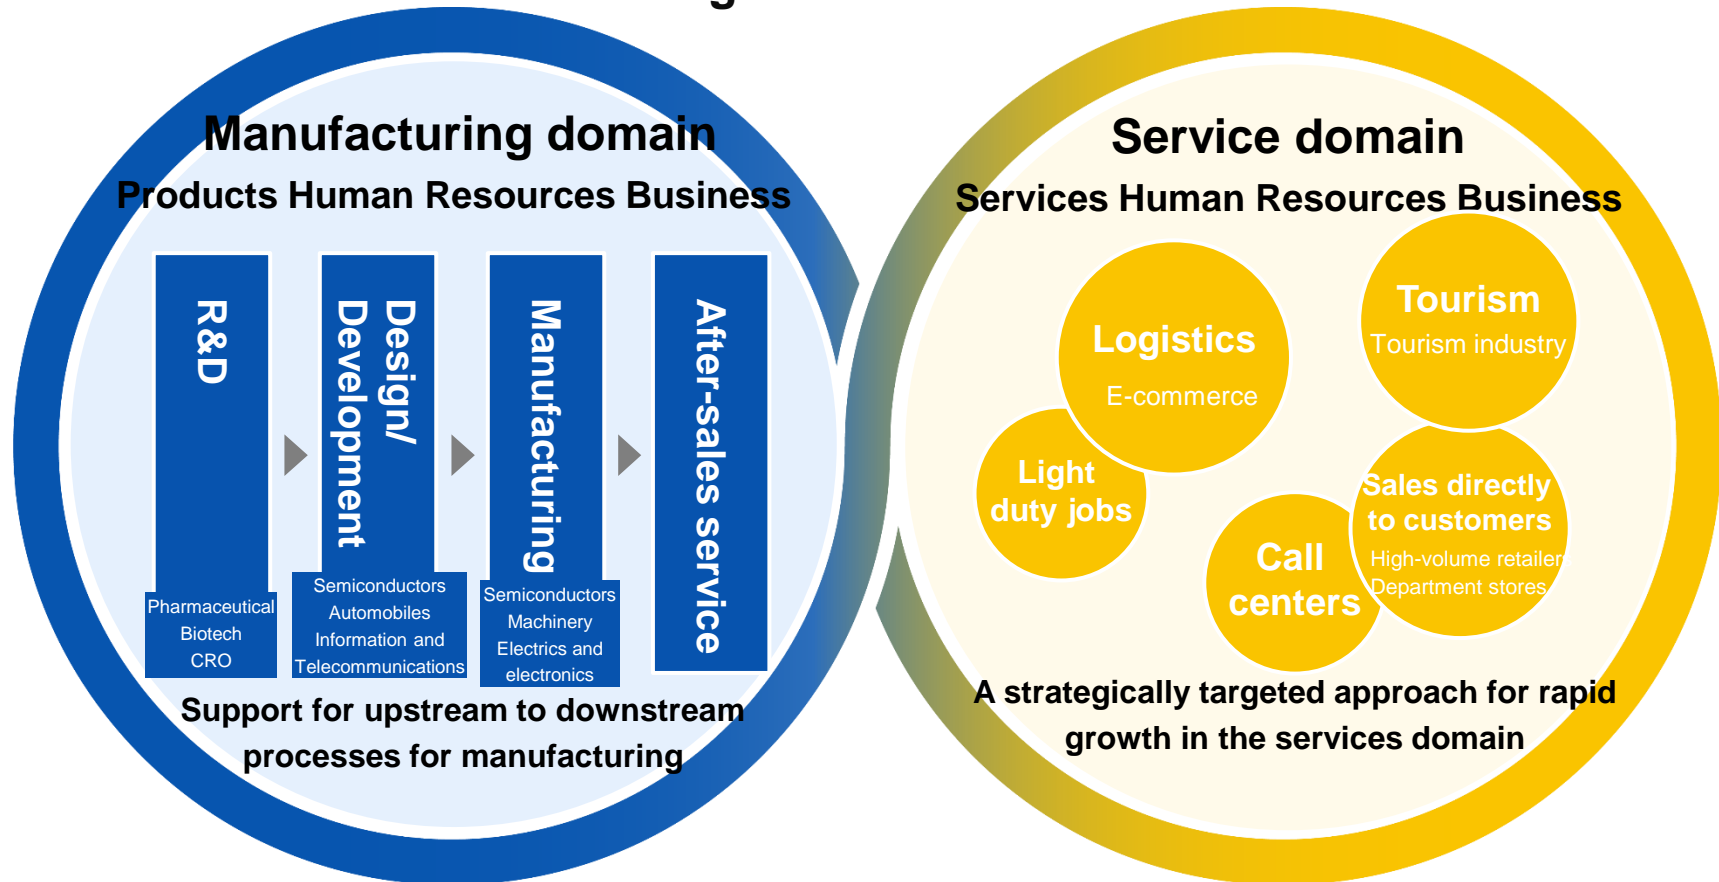 Manufacturing domain
Products Human Resources Business
R&D
Pharmaceutical
Biotech
CRO
Design/
Development
Semiconductors
Automobiles
Information and
Telecommunications
Manufacturing
Semiconductors
Machinery
Electrics and
electronics
After-sales service
Support for upstream to downstream
processes for manufacturing
Service domain
Services Human Resources Business
Logistics
E-commerce
Tourism
Tourism industry
Light
duty jobs
Call
centers
Sales directly
to customers
High-volume retailers
Department stores
A strategically targeted approach for rapid
growth in the services domain